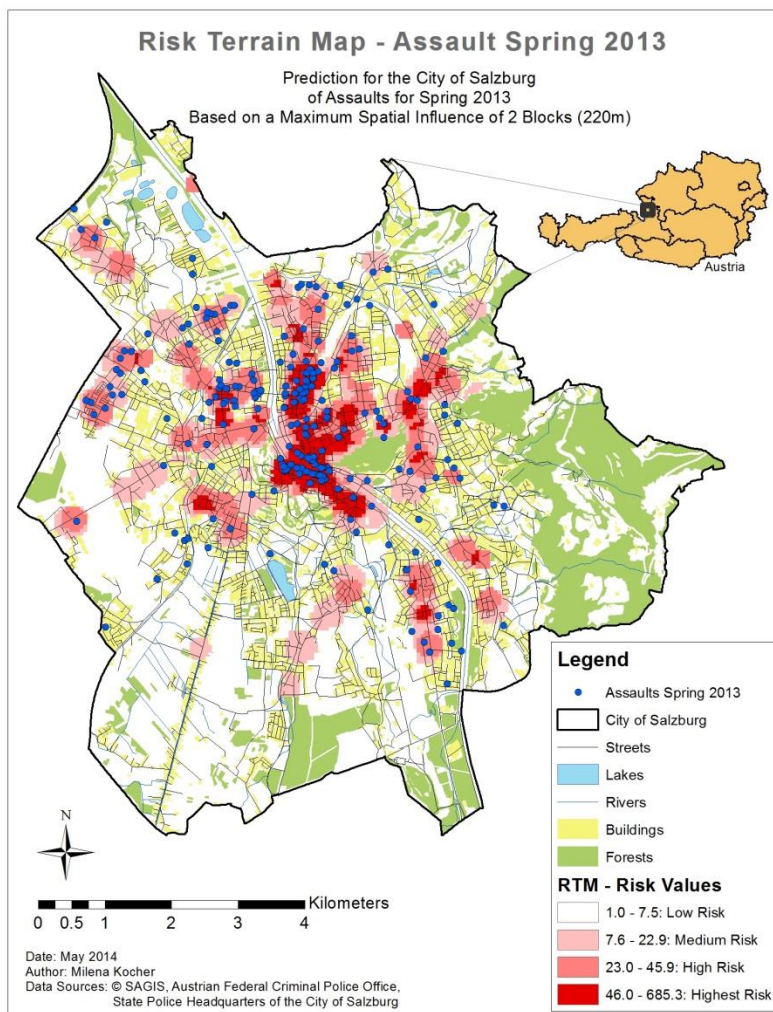 Risk Terrain Map - Assault Spring 2013
Prediction for the City of Salzburg
of Assaults for Spring 2013
Based on a Maximum Spatial Influence of 2 Blocks (220m)
Austria
Legend
Assaults Spring 2013
City of Salzburg
Streets
Lakes
Rivers
Buildings
Forests
RTM - Risk Values
1.0 - 7.5: Low Risk
7.6 - 22.9: Medium Risk
23.0 - 45.9: High Risk
46.0 - 685.3: Highest Risk
N
Kilometers
0 0.5 1 2 3 4
Date: May 2014
Author: Milena Kocher
Data Sources: © SAGIS, Austrian Federal Criminal Police Office,
State Police Headquarters of the City of Salzburg